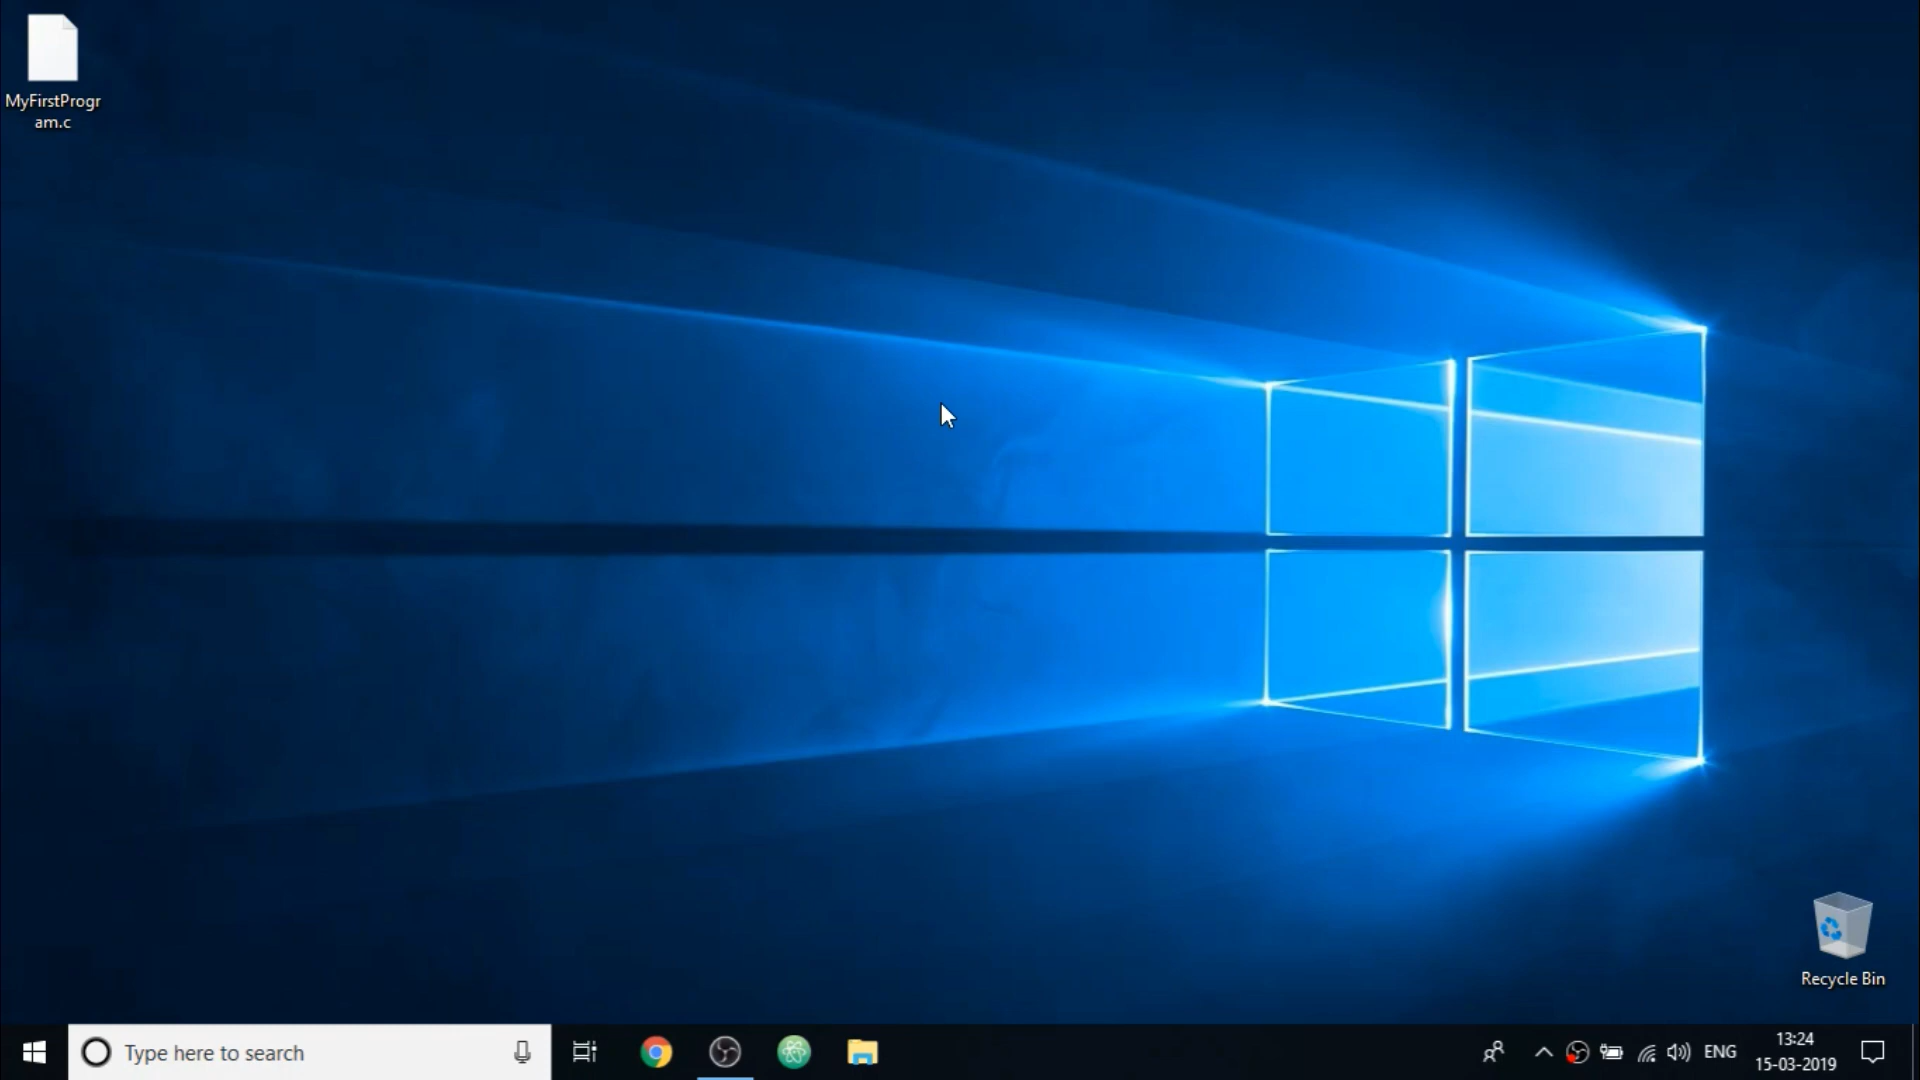 MyFirstProgr
am.c
Recycle Bin
Type here to search
ENG
13:24
15-03-2019